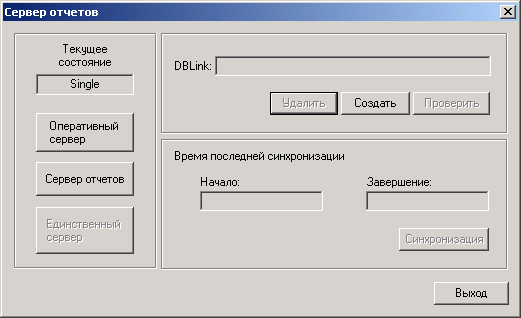 Сервер отчетов
Текущее
состояние
Single
Оперативный
сервер
Сервер отчетов
Единственный
сервер
DBLink:
Удалить
Создать
Проверить
Время последней синхронизации
Начало:
Завершение:
Синхронизация
Выход